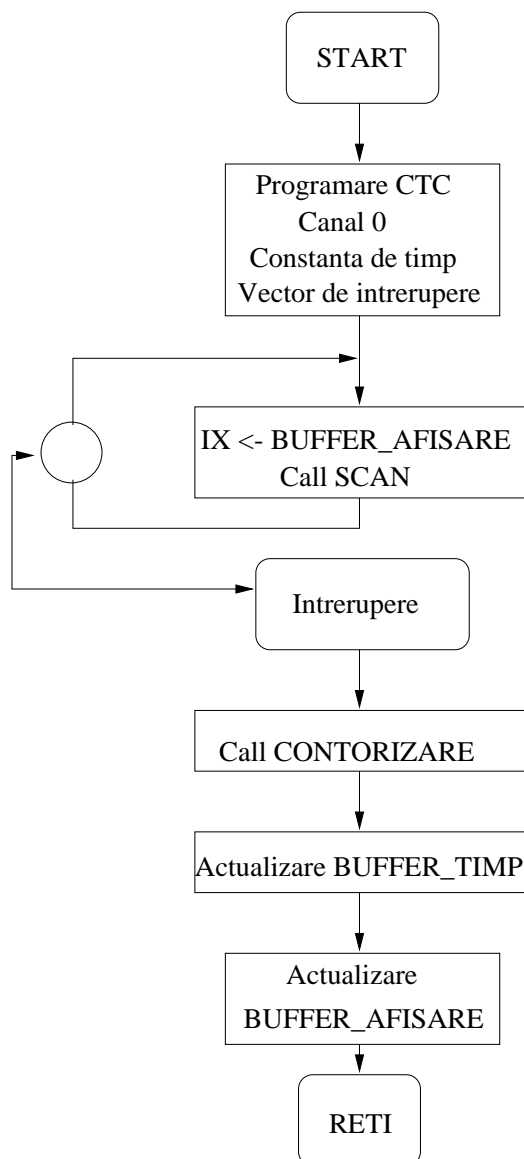 START
Programare CTC
Canal 0
Constanta de timp
Vector de intrerupere
IX <- BUFFER_AFISARE
Call SCAN
Intrerupere
Call CONTORIZARE
Actualizare BUFFER_TIMP
Actualizare
BUFFER_AFISARE
RETI